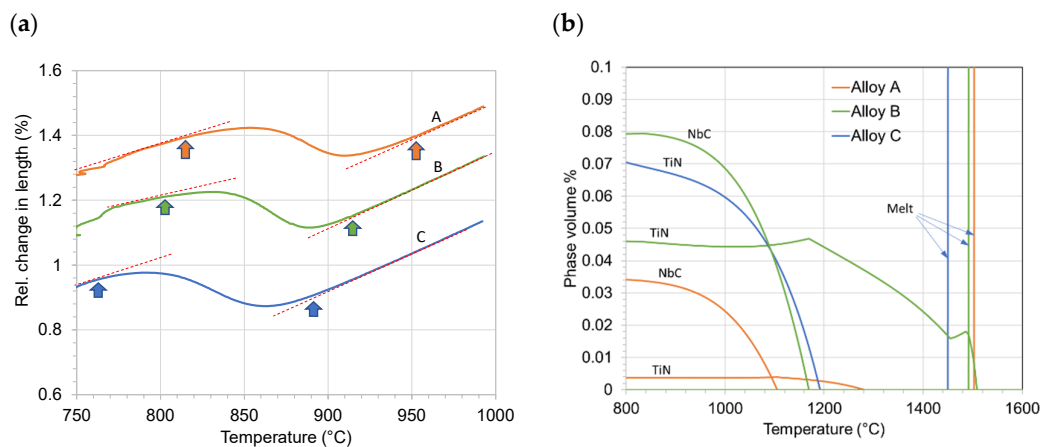 (a)
1.6
1.4
1.2
1
0.8
0.6
Rel. change in length (%)
A
B
C
750
800
850
900
950
1000
Temperature (°C)
(b)
0.1
0.09
0.08
0.07
0.06
0.05
0.04
0.03
0.02
0.01
0
Phase volume %
Alloy A
Alloy B
Alloy C
NbC
TiN
TiN
NbC
TiN
Melt
800
1000
1200
1400
1600
Temperature (°C)